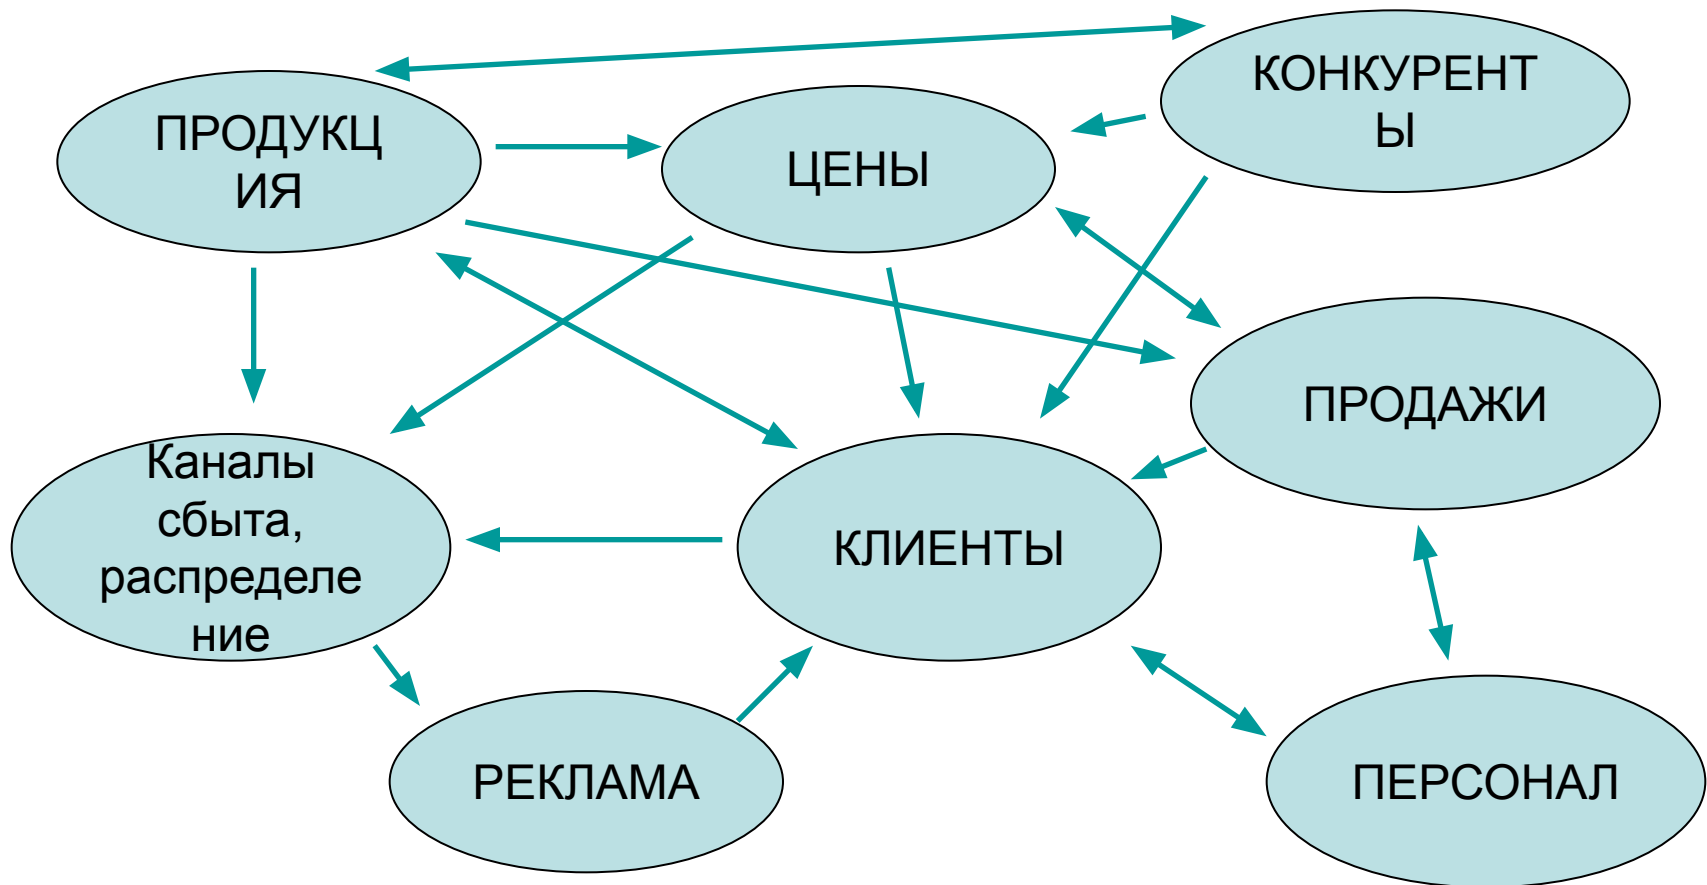 ПРОДУКЦ
ИЯ
ЦЕНЫ
КОНКУРЕНТ
Ы
ПРОДАЖИ
Каналы
сбыта,
распределе
ние
КЛИЕНТЫ
РЕКЛАМА
ПЕРСОНАЛ